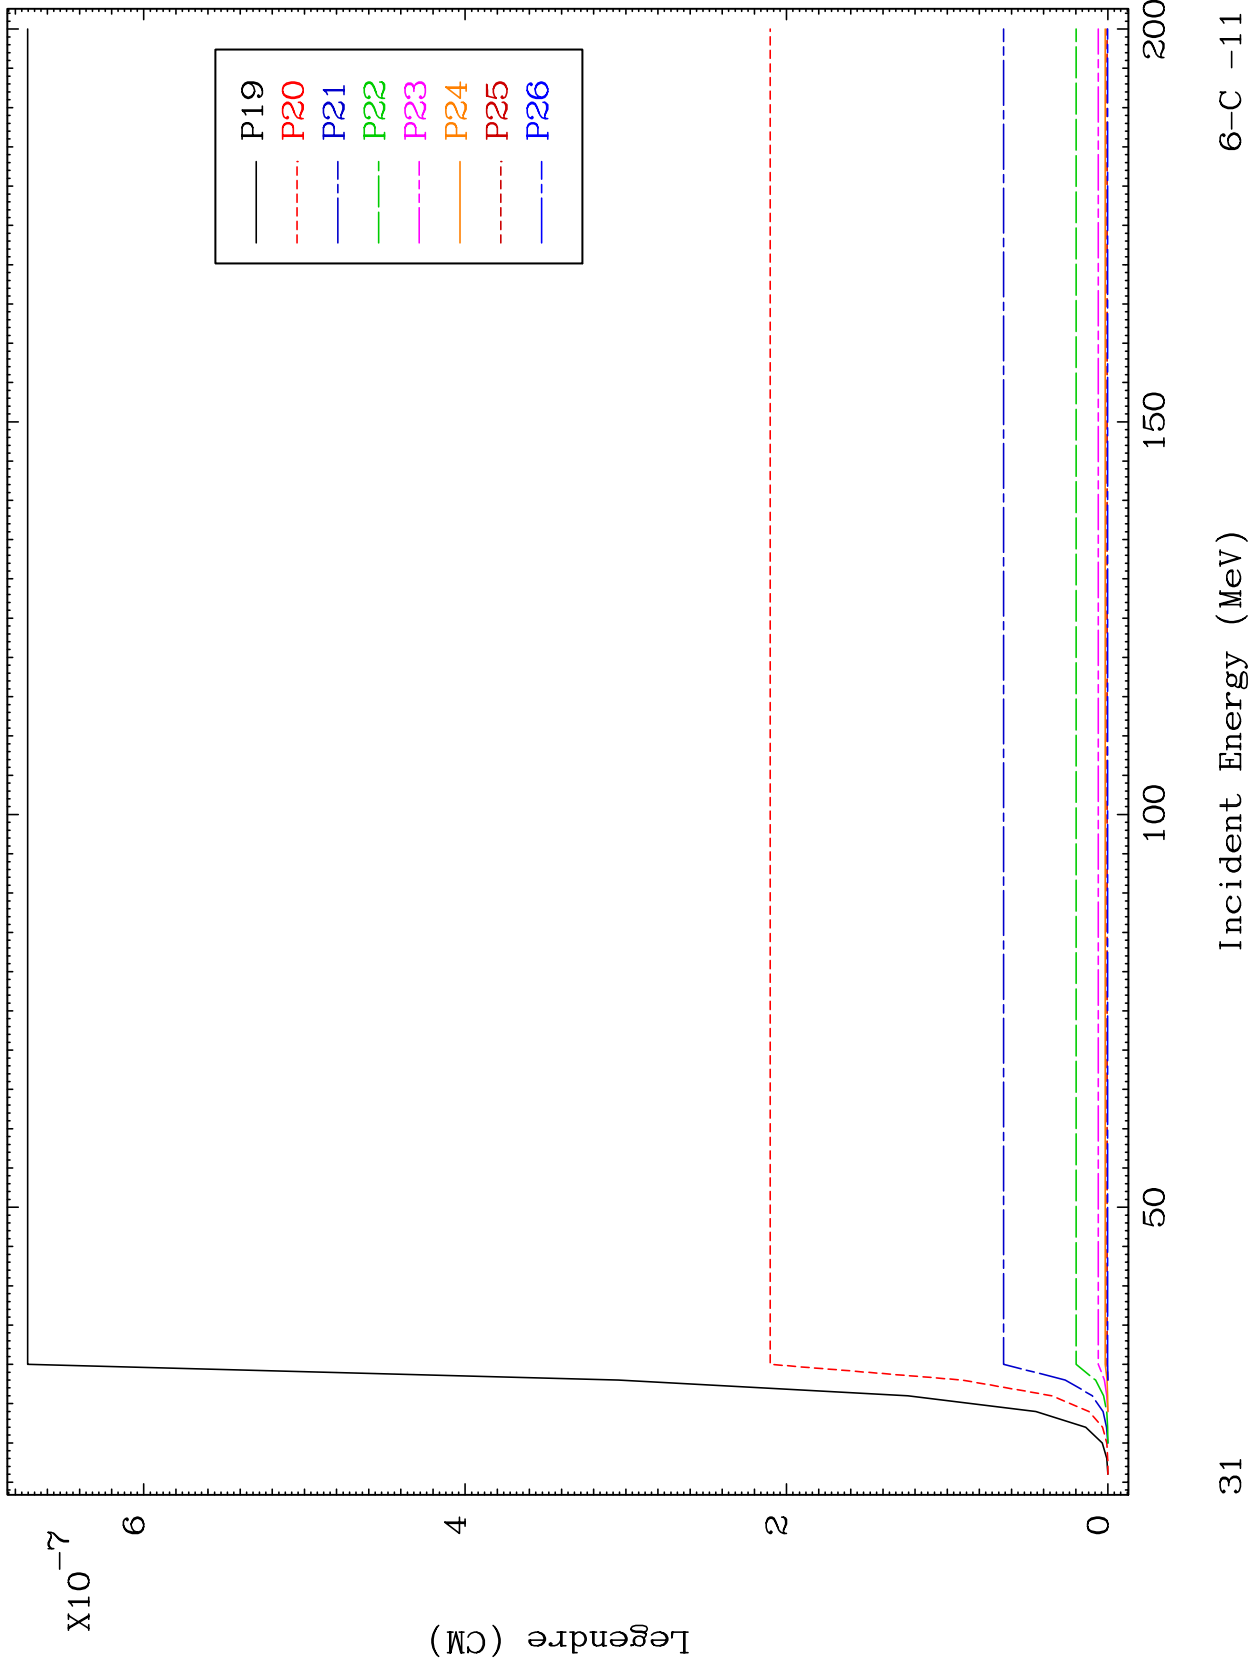 X10-7
6
4
2
0
Legendre (CM)
P19
P20
P21
P22
P23
P24
P25
P26
50
100
150
200
31
Incident Energy (MeV)
6-C -11